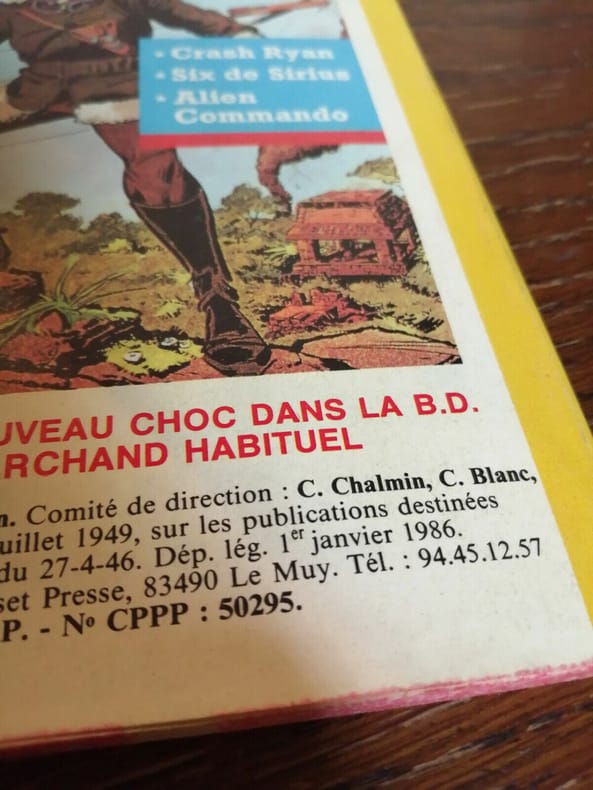 • Crash Ryan
• Six de Sirius
• Alien
Commando
UVEAU CHOC DANS LA B.D.
ARCHAND HABITUEL
n. Comité de direction : C. Chalmin, C. Blanc,
uillet 1949, sur les publications destinées
du 27-4-46. Dép. lég. 1er janvier 1986.
set Presse, 83490 Le Muy. Tél. : 94.45.12.57
P. - No CPPP : 50295.